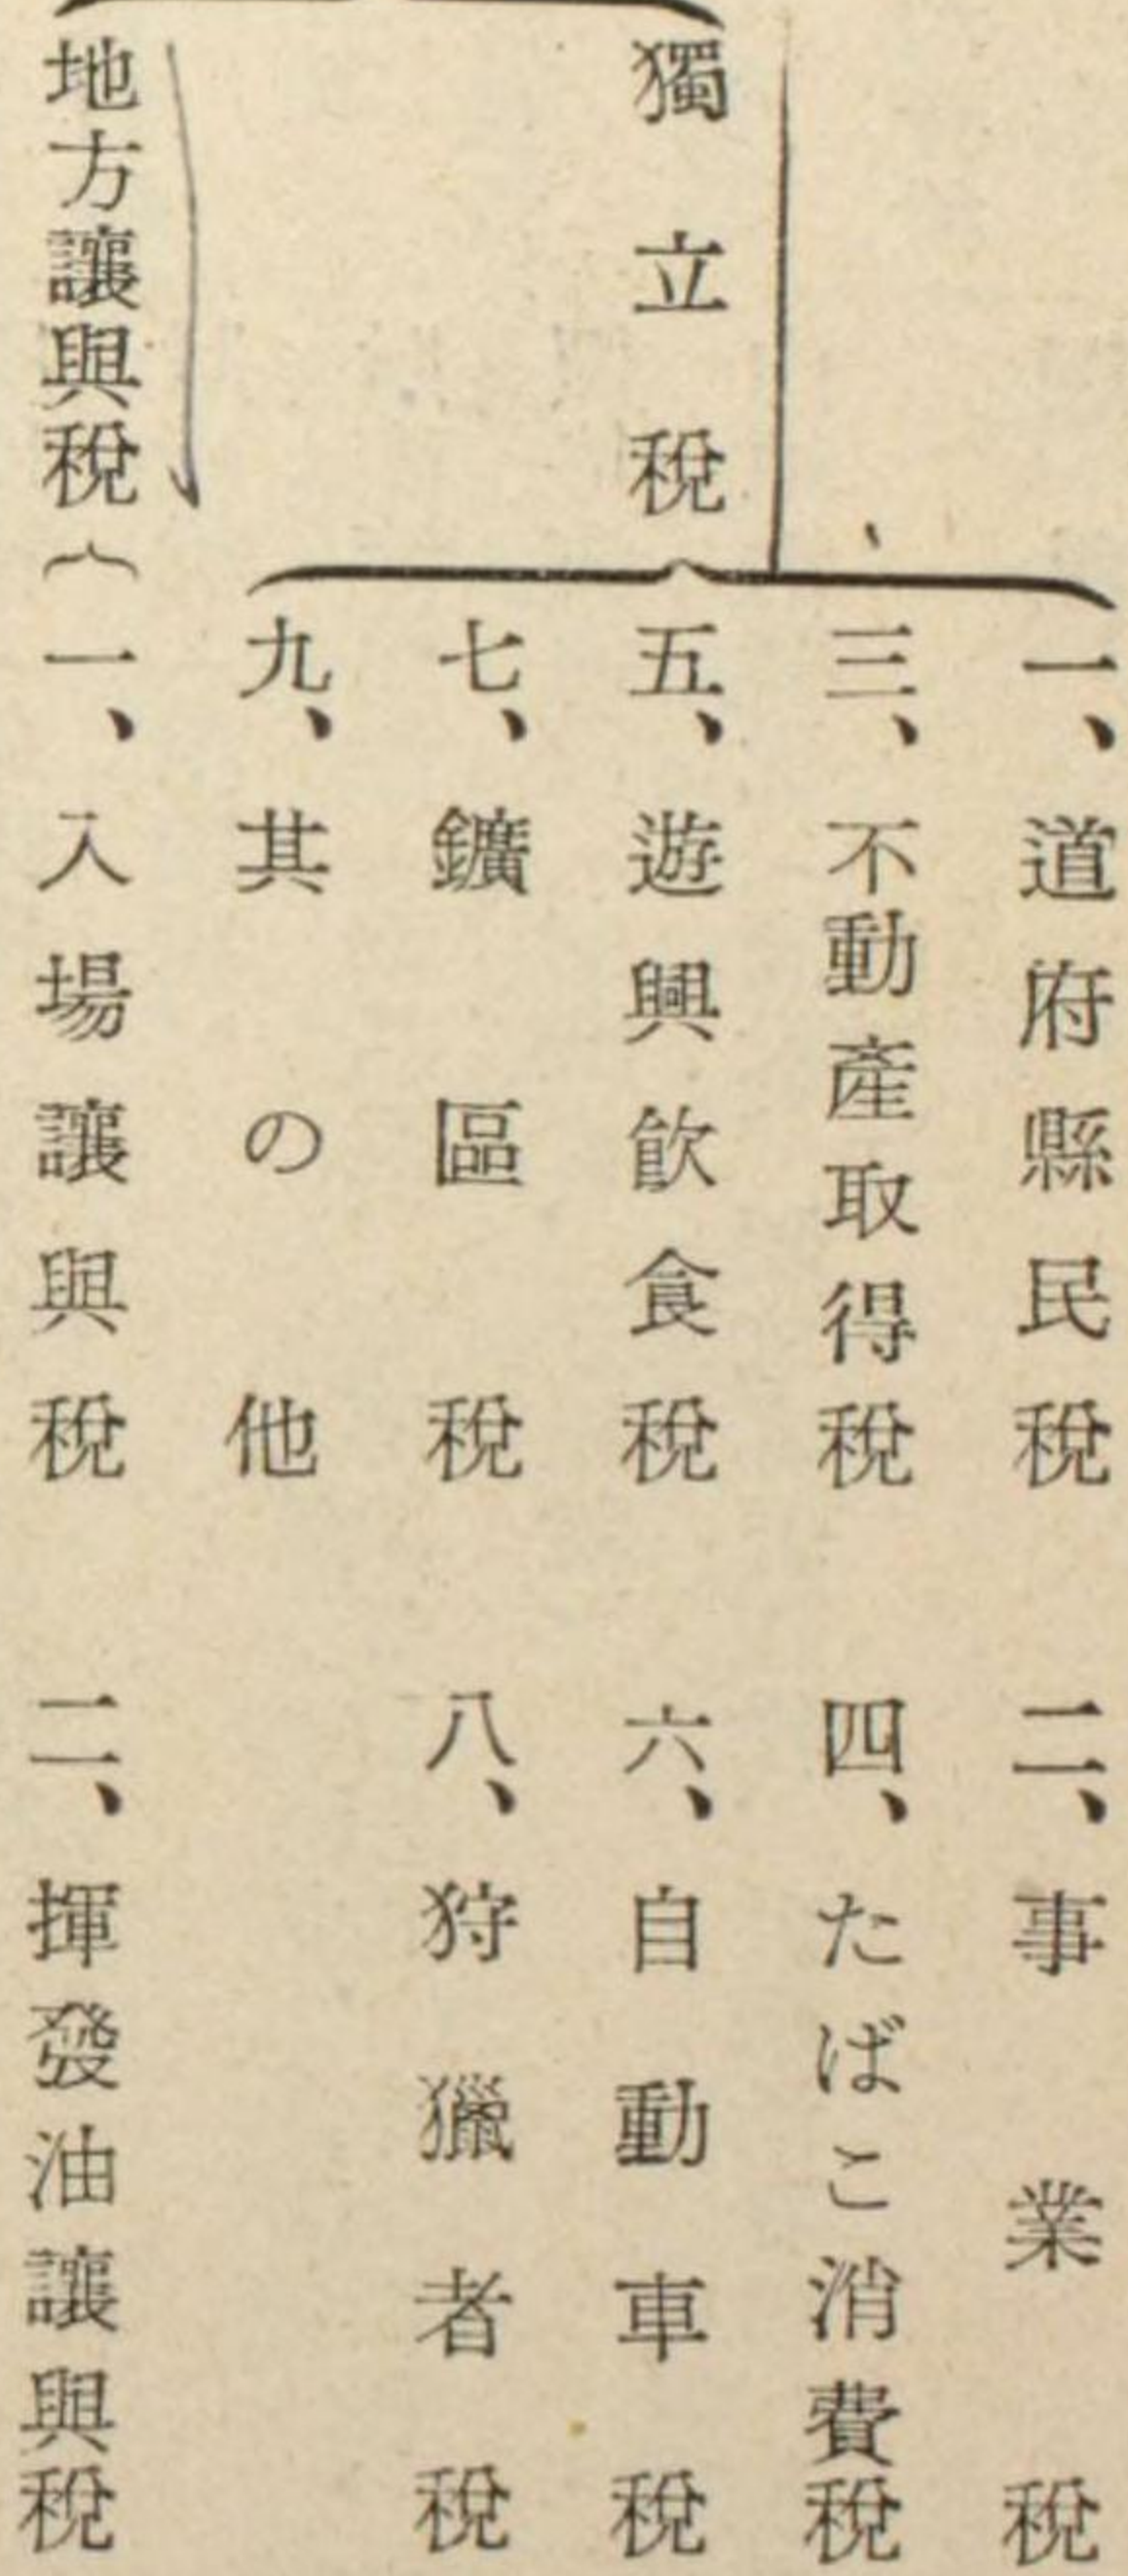 獨立稅
一、道府縣民稅 二、事業稅
三、不動產取得稅 四、たばこ消費稅
五、遊興飮食稅 六、自動車稅
七、鑛區稅 八、狩獵者稅
九、其の他
地方讓與稅 一、入場讓與稅 二、揮發油讓與稅